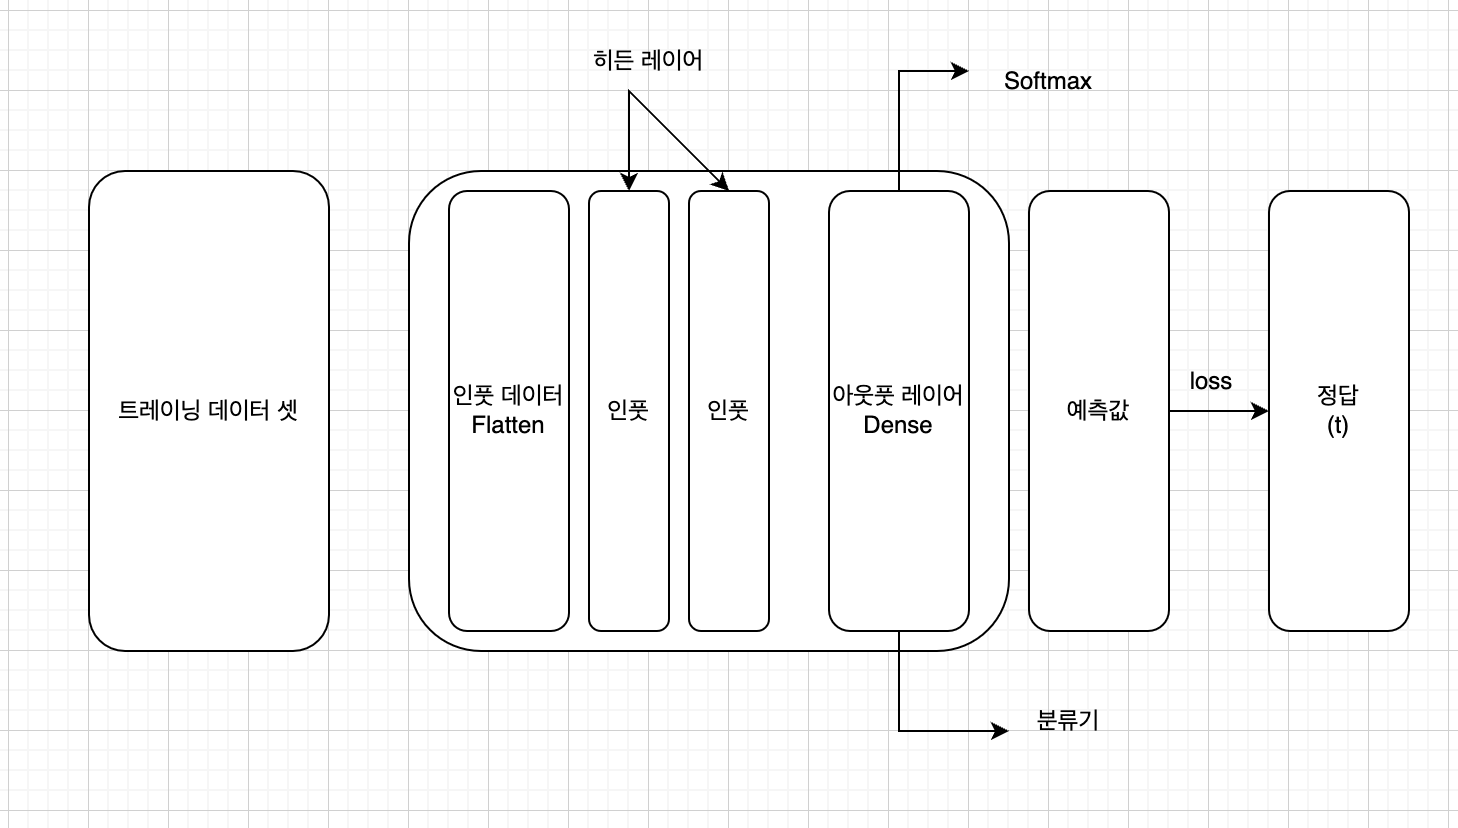 히든 레이어
Softmax
트레이닝 데이터 셋
인풋 데이터
Flatten
인풋
인풋
아웃풋 레이어
Dense
예측값
loss
정답
(t)
분류기